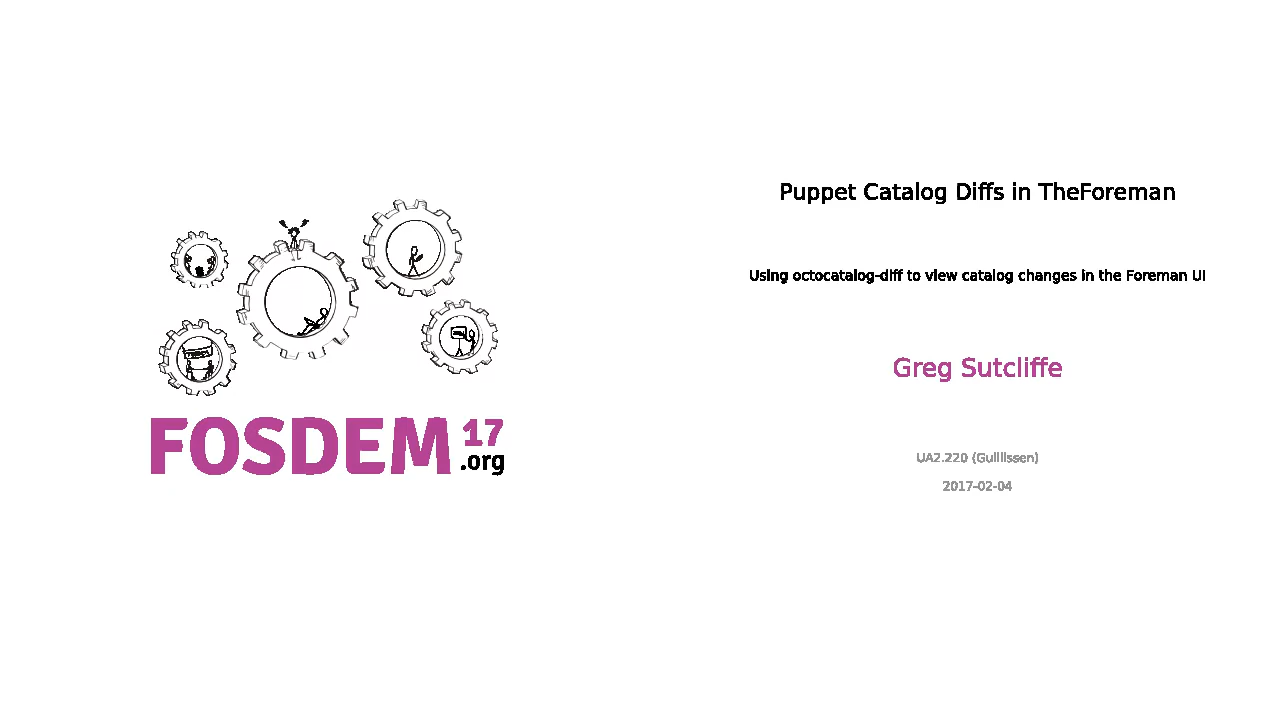 FOSDEM 17
.org
Puppet Catalog Diffs in TheForeman
Using octocatalog-diff to view catalog changes in the Foreman UI
Greg Sutcliffe
UA2.220 (Guillissen)
2017-02-04